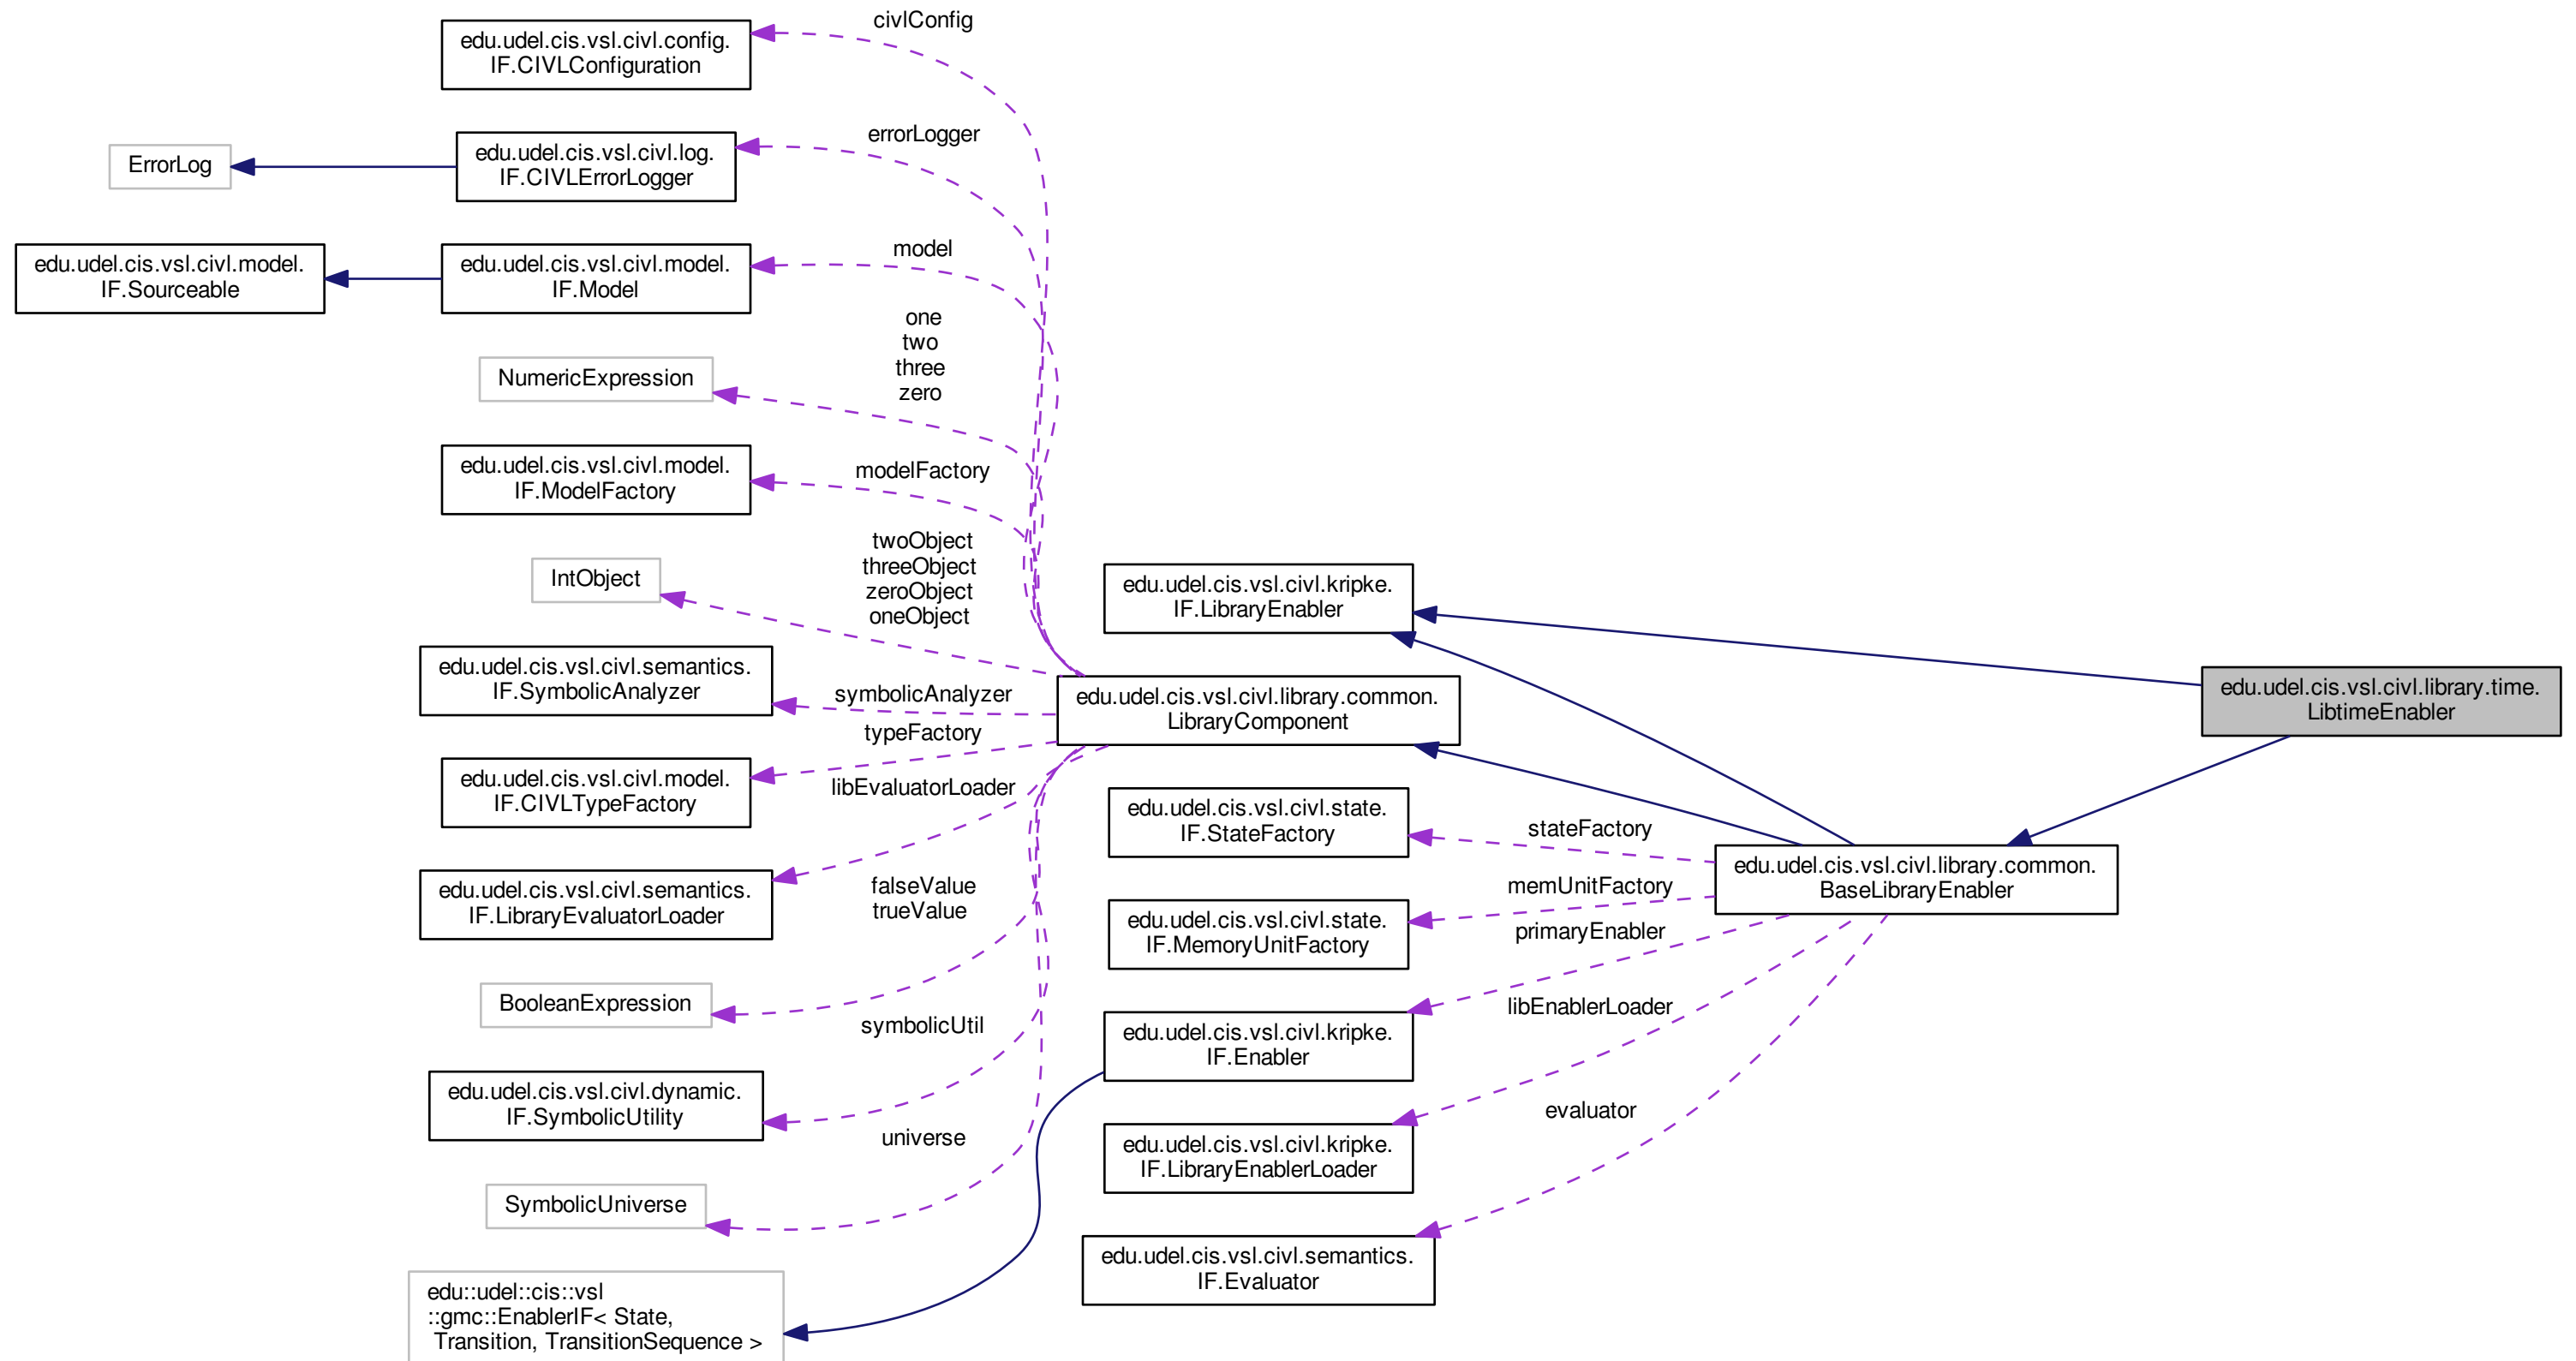 civlConfig
edu.udel.cis.vsl.civl.config.
IF.CIVLConfiguration
errorLogger
ErrorLog
edu.udel.cis.vsl.civl.log.
IF.CIVLErrorLogger
model
edu.udel.cis.vsl.civl.model.
IF.Sourceable
edu.udel.cis.vsl.civl.model.
IF.Model
one
two
three
zero
NumericExpression
modelFactory
edu.udel.cis.vsl.civl.model.
IF.ModelFactory
twoObject
threeObject
zeroObject
oneObject
IntObject
edu.udel.cis.vsl.civl.semantics.
IF.SymbolicAnalyzer
symbolicAnalyzer
typeFactory
edu.udel.cis.vsl.civl.model.
IF.CIVLTypeFactory
libEvaluatorLoader
edu.udel.cis.vsl.civl.semantics.
IF.LibraryEvaluatorLoader
falseValue
trueValue
BooleanExpression
symbolicUtil
edu.udel.cis.vsl.civl.dynamic.
IF.SymbolicUtility
universe
SymbolicUniverse
edu::udel::cis::vsl
::gmc::EnablerIF< State,
Transition, TransitionSequence >
edu.udel.cis.vsl.civl.kripke.
IF.LibraryEnabler
edu.udel.cis.vsl.civl.library.common.
LibraryComponent
edu.udel.cis.vsl.civl.state.
IF.StateFactory
edu.udel.cis.vsl.civl.state.
IF.MemoryUnitFactory
edu.udel.cis.vsl.civl.kripke.
IF.Enabler
edu.udel.cis.vsl.civl.kripke.
IF.LibraryEnablerLoader
edu.udel.cis.vsl.civl.semantics.
IF.Evaluator
stateFactory
memUnitFactory
primaryEnabler
libEnablerLoader
evaluator
edu.udel.cis.vsl.civl.library.common.
BaseLibraryEnabler
edu.udel.cis.vsl.civl.library.time.
LibtimeEnabler